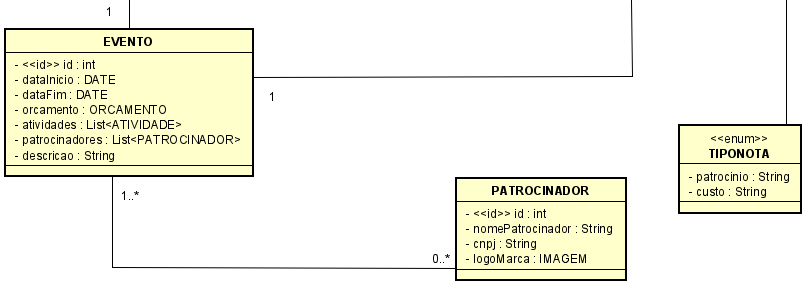 1
EVENTO
- <<id>> id : int
- dataInicio : DATE
- dataFim : DATE
- orcamento : ORCAMENTO
- atividades : List<ATIVIDADE>
- patrocinadores : List<PATROCINADOR>
- descricao : String
1
1..*
0..*
PATROCINADOR
- <<id>> id : int
- nomePatrocinador : String
- cnpj : String
- logoMarca : IMAGEM
<<enum>>
TIPONOTA
- patrocinio : String
- custo : String